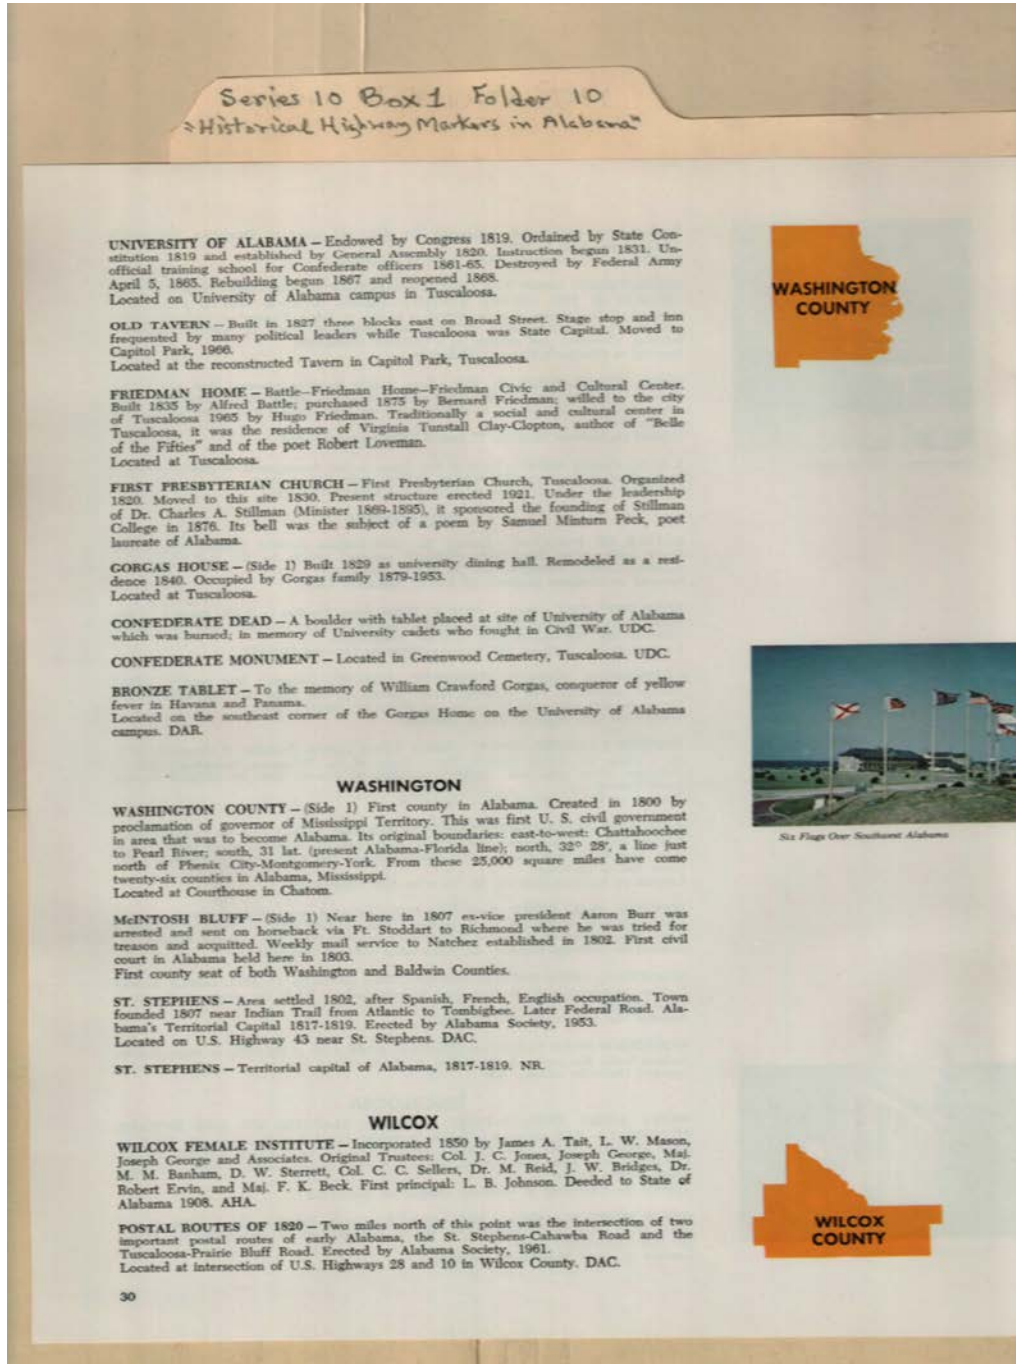 Series 10 Box 1 Folder 10
"Historical Highway Markers in Alabama"
UNIVERSITY OF ALABAMA – Endowed by Congress 1819. Ordained by State Con-
stitution 1819 and established by General Assembly 1820. Instruction begun 1831. Un-
official training school for Confederate officers 1861-65. Destroyed by Federal Army
April 5, 1865. Rebuilding begun 1867 and reopened 1868.
Located on University of Alabama campus in Tuscaloosa.
OLD TAVERN – Built in 1827 three blocks east on Broad Street. Stage stop and inn
frequented by many political leaders while Tuscaloosa was State Capital. Moved to
Capitol Park, 1966.
Located at the reconstructed Tavern in Capitol Park, Tuscaloosa.
FRIEDMAN HOME – Battle–Friedman Home–Friedman Civic and Cultural Center.
Built 1835 by Alfred Battle; purchased 1875 by Bernard Friedman; willed to the city
of Tuscaloosa 1965 by Hugo Friedman. Traditionally a social and cultural center in
Tuscaloosa, it was the residence of Virginia Tunstall Clay-Clopton, author of "Belle
of the Fifties" and of the poet Robert Loveman.
Located at Tuscaloosa.
FIRST PRESBYTERIAN CHURCH – First Presbyterian Church, Tuscaloosa. Organized
1820. Moved to this site 1830. Present structure erected 1921. Under the leadership
of Dr. Charles A. Stillman (Minister 1869-1895), it sponsored the founding of Stillman
College in 1876. Its bell was the subject of a poem by Samuel Minturn Peck, poet
laureate of Alabama.
GORGAS HOUSE – (Side 1) Built 1829 as university dining hall. Remodeled as a resi-
dence 1840. Occupied by Gorgas family 1879-1953.
Located at Tuscaloosa.
CONFEDERATE DEAD – A boulder with tablet placed at site of University of Alabama
which was burned; in memory of University cadets who fought in Civil War. UDC.
CONFEDERATE MONUMENT – Located in Greenwood Cemetery, Tuscaloosa. UDC.
BRONZE TABLET – To the memory of William Crawford Gorgas, conqueror of yellow
fever in Havana and Panama.
Located on the southeast corner of the Gorgas Home on the University of Alabama
campus. DAR.
WASHINGTON
WASHINGTON COUNTY – (Side 1) First county in Alabama. Created in 1800 by
proclamation of governor of Mississippi Territory. This was first U. S. civil government
in area that was to become Alabama. Its original boundaries: east-to-west: Chattahoochee
to Pearl River; south, 31 lat. (present Alabama-Florida line); north, 32° 28', a line just
north of Phenix City-Montgomery-York. From these 25,000 square miles have come
twenty-six counties in Alabama, Mississippi.
Located at Courthouse in Chatom.
McINTOSH BLUFF – (Side 1) Near here in 1807 ex-vice president Aaron Burr was
arrested and sent on horseback via Ft. Stoddart to Richmond where he was tried for
treason and acquitted. Weekly mail service to Natchez established in 1802. First civil
court in Alabama held here in 1803.
First county seat of both Washington and Baldwin Counties.
ST. STEPHENS – Area settled 1802, after Spanish, French, English occupation. Town
founded 1807 near Indian Trail from Atlantic to Tombigbee. Later Federal Road. Ala-
bama's Territorial Capital 1817-1819. Erected by Alabama Society, 1953.
Located on U.S. Highway 43 near St. Stephens. DAC.
ST. STEPHENS – Territorial capital of Alabama, 1817-1819. NR.
WILCOX
WILCOX FEMALE INSTITUTE – Incorporated 1850 by James A. Tait, L. W. Mason,
Joseph George and Associates. Original Trustees: Col. J. C. Jones, Joseph George, Maj.
M. M. Banham, D. W. Sterrett, Col. C. C. Sellers, Dr. M. Reid, J. W. Bridges, Dr.
Robert Ervin, and Maj. F. K. Beck. First principal: L. B. Johnson. Deeded to State of
Alabama 1908. AHA.
POSTAL ROUTES OF 1820 – Two miles north of this point was the intersection of two
important postal routes of early Alabama, the St. Stephens-Cahawba Road and the
Tuscaloosa-Prairie Bluff Road. Erected by Alabama Society, 1961.
Located at intersection of U.S. Highways 28 and 10 in Wilcox County. DAC.
30
WASHINGTON
COUNTY
Six Flags Over Southwest Alabama
WILCOX
COUNTY